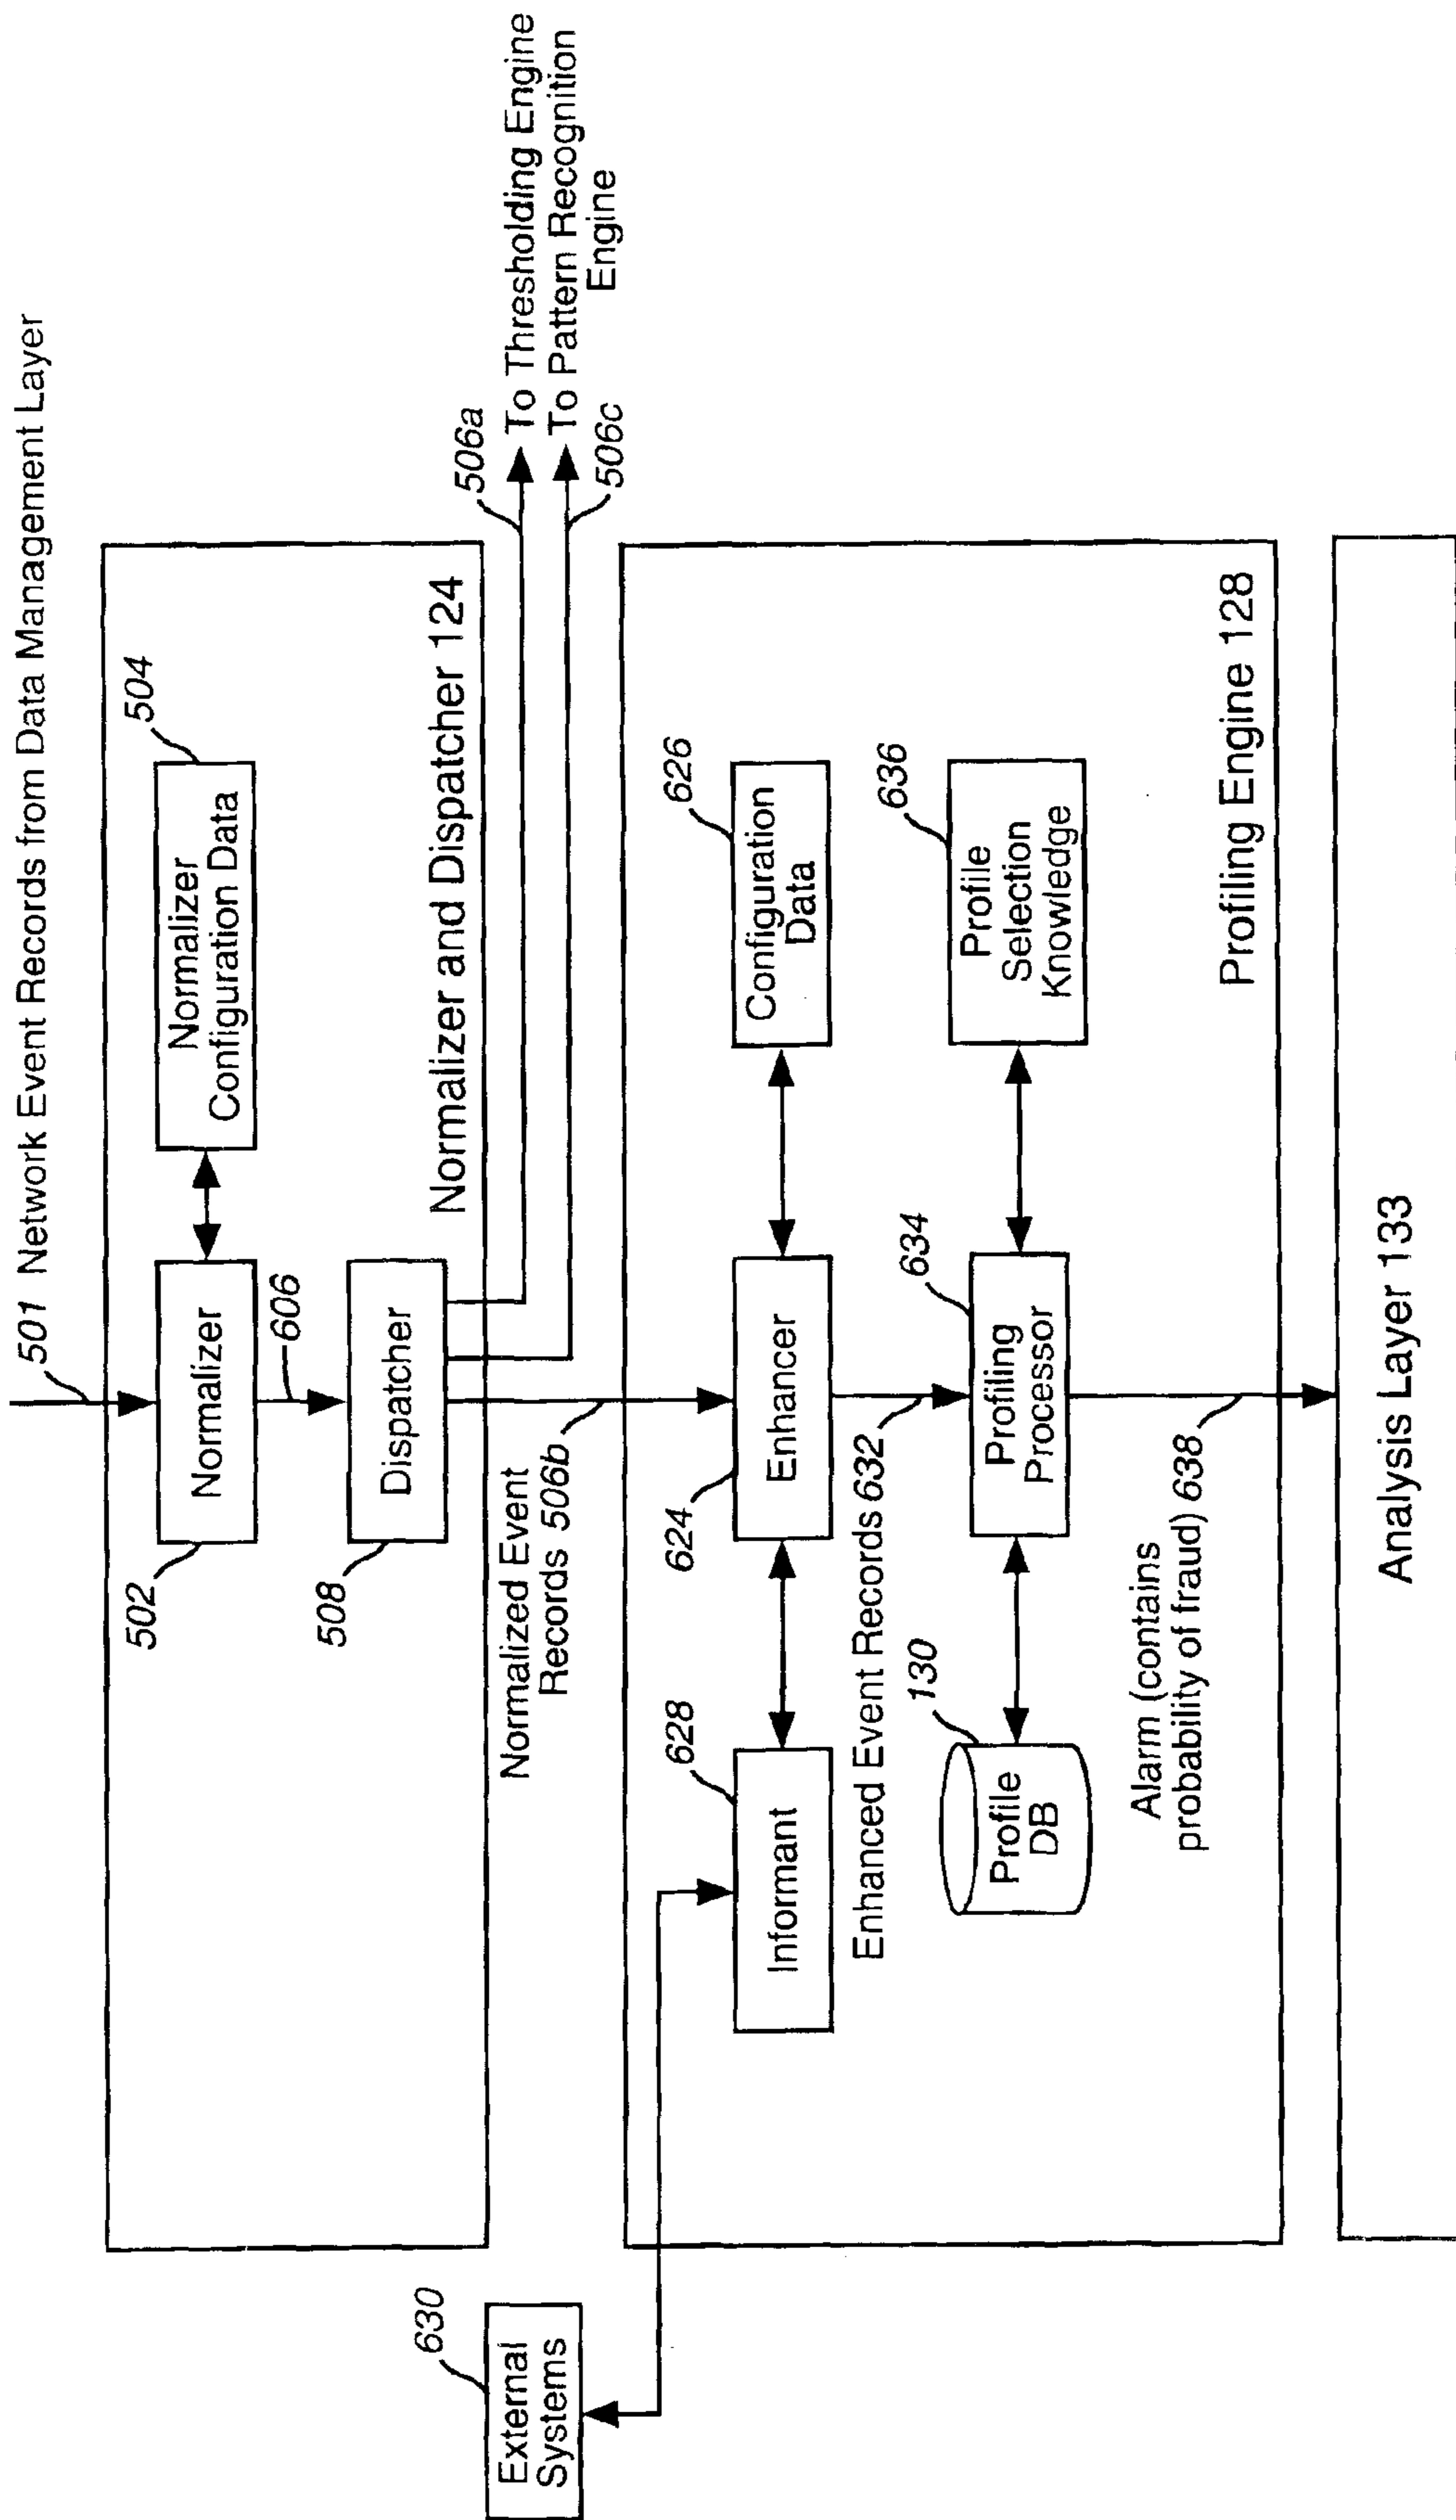 501 Network Event Records from Data Management Layer
502
Normalizer
Normalizer
Configuration Data
504
606
508
Dispatcher
Normalizer and Dispatcher 124
506a
To Thresholding Engine
To Pattern Recognition
Engine
506c
Normalized Event
Records 506b
630
External
Systems
628
Informant
624
Enhancer
626
Configuration
Data
Enhanced Event Records 632
130
Profile
DB
634
Profiling
Processor
636
Profile
Selection
Knowledge
Alarm (contains
probability of fraud) 638
Profiling Engine 128
Analysis Layer 133